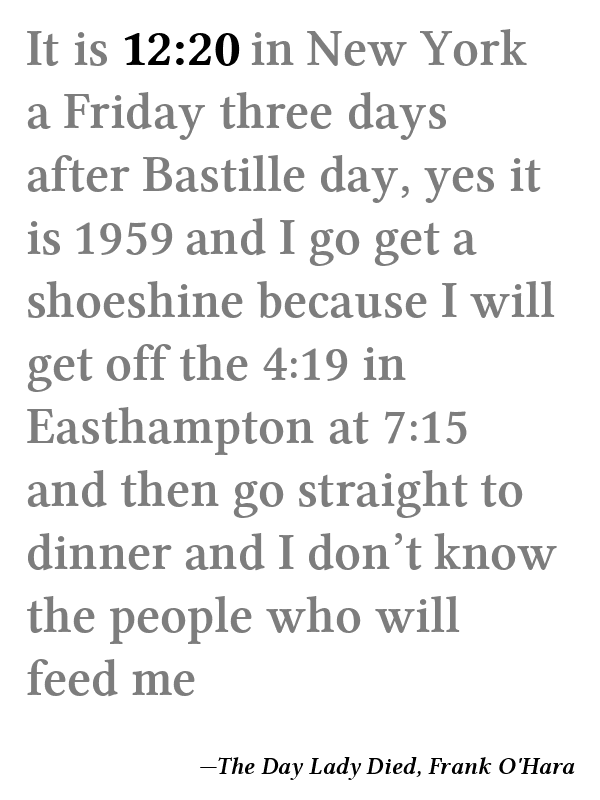 It is 12:20 in New York
a Friday three days
after Bastille day, yes it
is 1959 and I go get a
shoeshine because I will
get off the 4:19 in
Easthampton at 7:15
and then go straight to
dinner and I don’t know
the people who will
feed me
—The Day Lady Died, Frank O'Hara